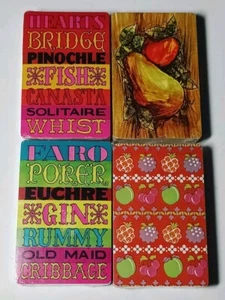 HEARTS
BRIDGE
PINOCHLE
FISH
CANASTA
SOLITAIRE
WHIST
FARO
POKER
EUCHRE
GIN
RUMMY
OLD MAID
CRIBBAGE